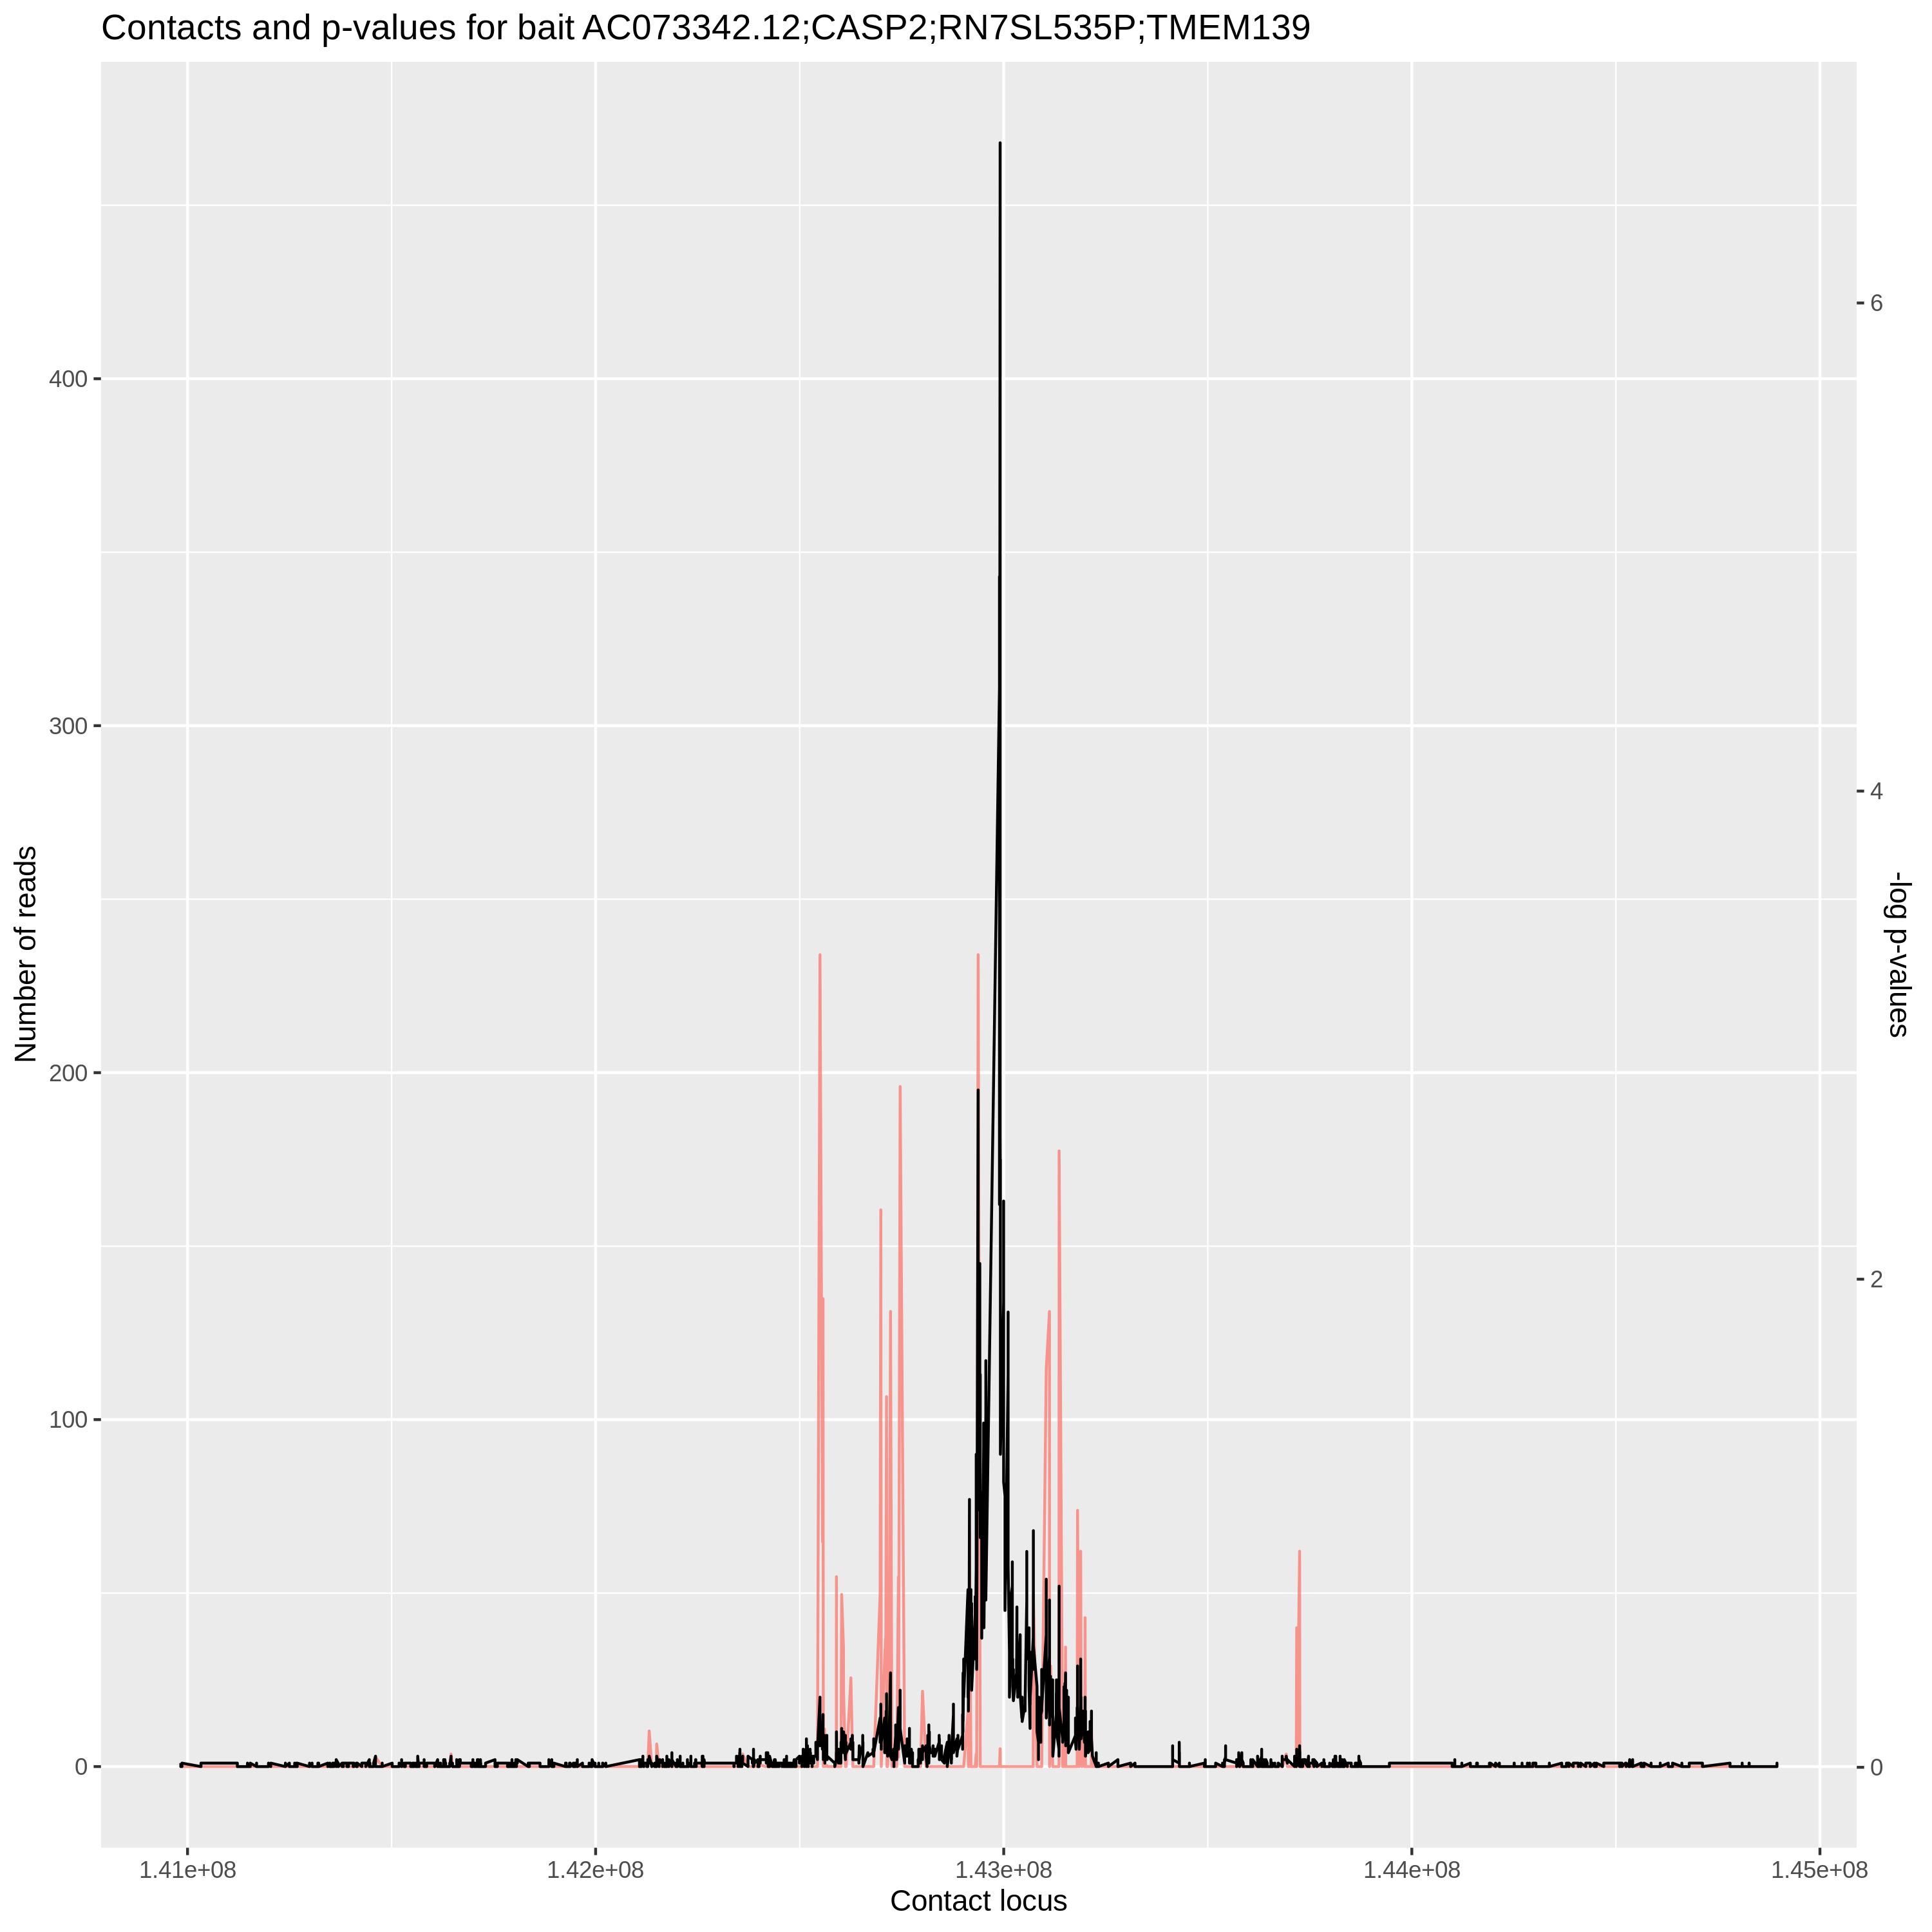 Contacts and p-values for bait AC073342.12;CASP2;RN7SL535P;TMEM139
Number of reads
400
300
200
100
0
6
4
2
0
-log p-values
1.41e+08
1.42e+08
1.43e+08
1.44e+08
1.45e+08
Contact locus